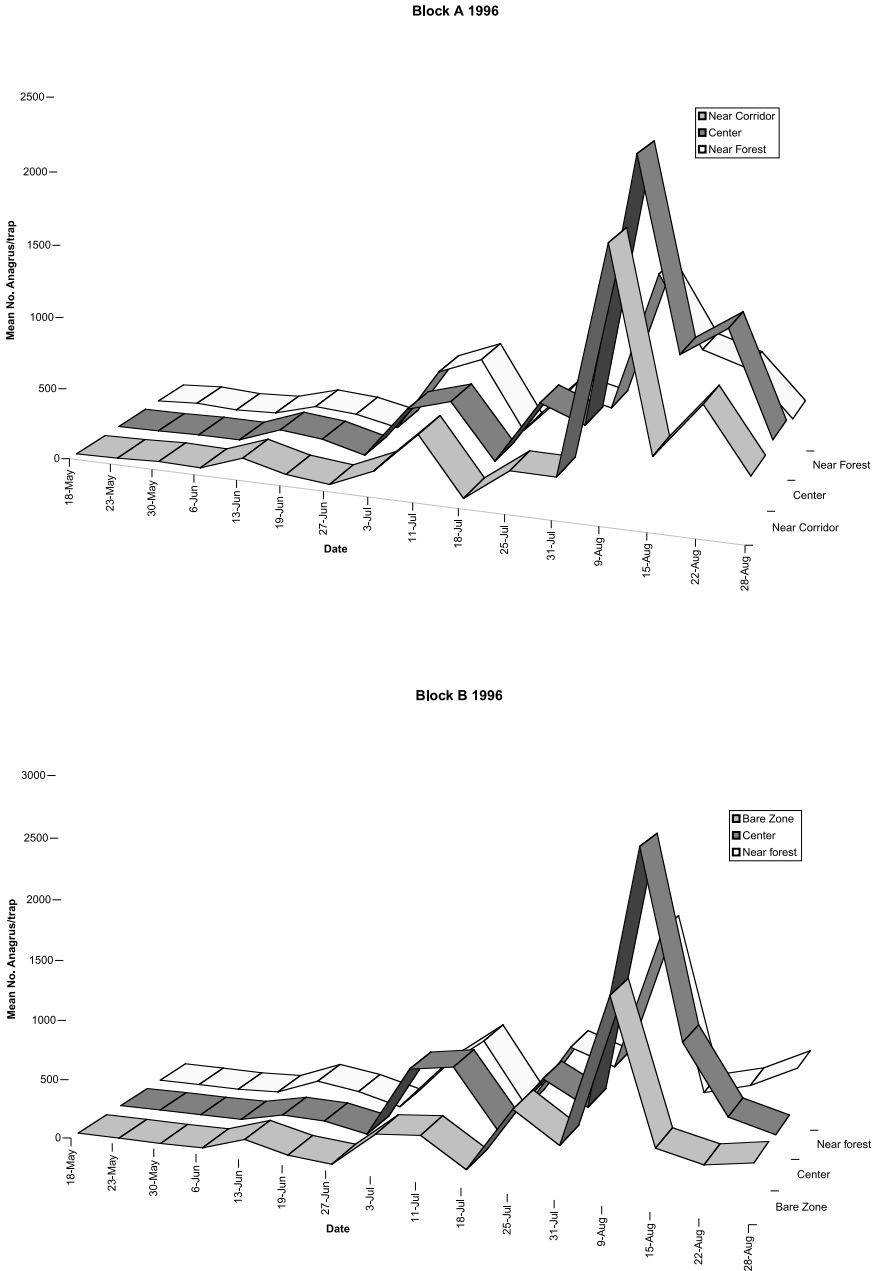 Block A 1996
2500
2000
1500
1000
500
0
Mean No. Anagrus/trap
Near Corridor
Center
Near Forest
18-May
23-May
30-May
6-Jun
13-Jun
19-Jun
27-Jun
3-Jul
11-Jul
18-Jul
25-Jul
31-Jul
9-Aug
15-Aug
22-Aug
28-Aug
Date
Near Forest
Center
Near Corridor
Block B 1996
3000
2500
2000
1500
1000
500
0
Mean No. Anagrus/trap
Bare Zone
Center
Near forest
18-May
23-May
30-May
6-Jun
13-Jun
19-Jun
27-Jun
3-Jul
11-Jul
18-Jul
25-Jul
31-Jul
9-Aug
15-Aug
22-Aug
28-Aug
Date
Near forest
Center
Bare Zone